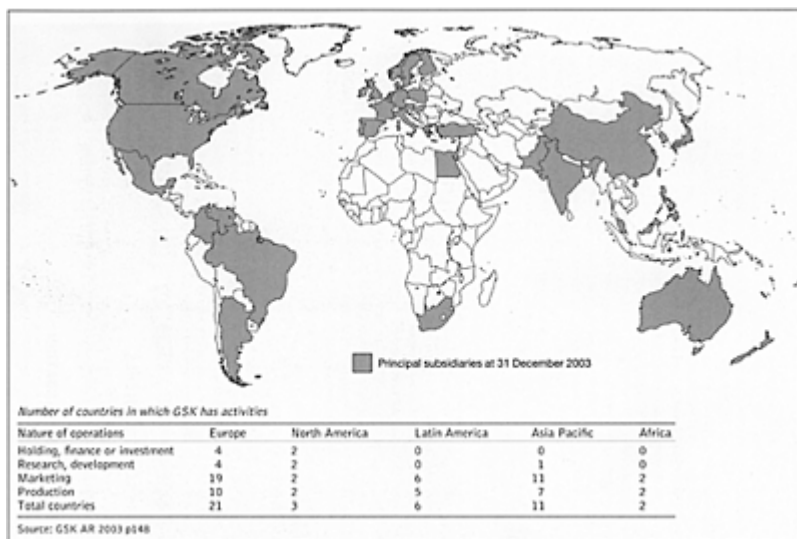 Principal subsidiaries at 31 December 2003
Number of countries in which GSK has activities
Nature of operations Europe North America Latin America Asia Pacific Africa
Holding, finance or investment 4 2 0 0 0
Research, development 4 2 0 1 0
Marketing 19 2 6 11 2
Production 10 2 5 7 2
Total countries 21 3 6 11 2
Source: GSK AR 2003 p148